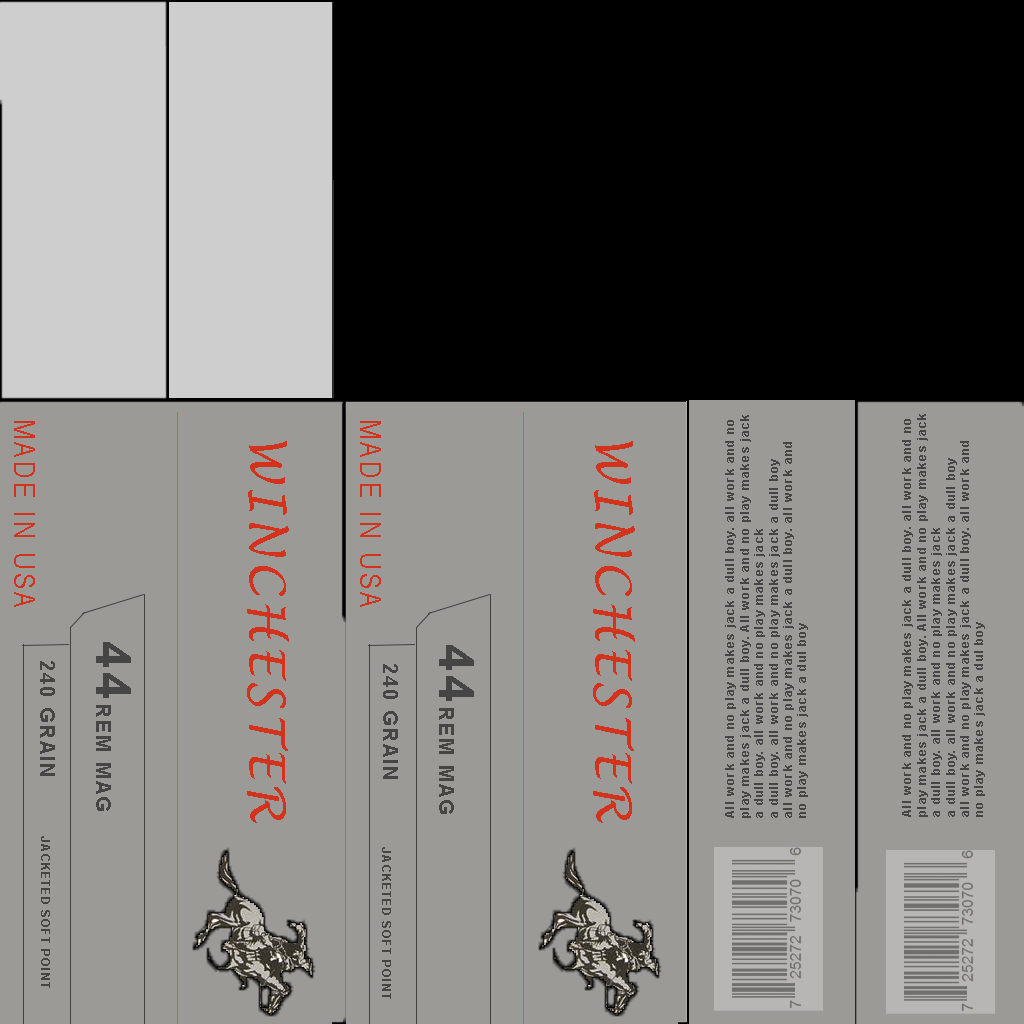 MADE IN USA
240 GRAIN
44 REM MAG
JACKETED SOFT POINT
WINCHESTER
MADE IN USA
240 GRAIN
44 REM MAG
JACKETED SOFT POINT
WINCHESTER
All work and no play makes jack a dull boy. all work and no
play makes jack a dull boy. All work and no play makes jack
a dull boy. all work and no play makes jack
a dull boy. all work and no play makes jack a dull boy
all work and no play makes jack a dull boy. all work and
no play makes jack a dul boy
7 25272 73070 6
All work and no play makes jack a dull boy. all work and no
play makes jack a dull boy. All work and no play makes jack
a dull boy. all work and no play makes jack
a dull boy. all work and no play makes jack a dull boy
all work and no play makes jack a dull boy. all work and
no play makes jack a dul boy
7 25272 73070 6